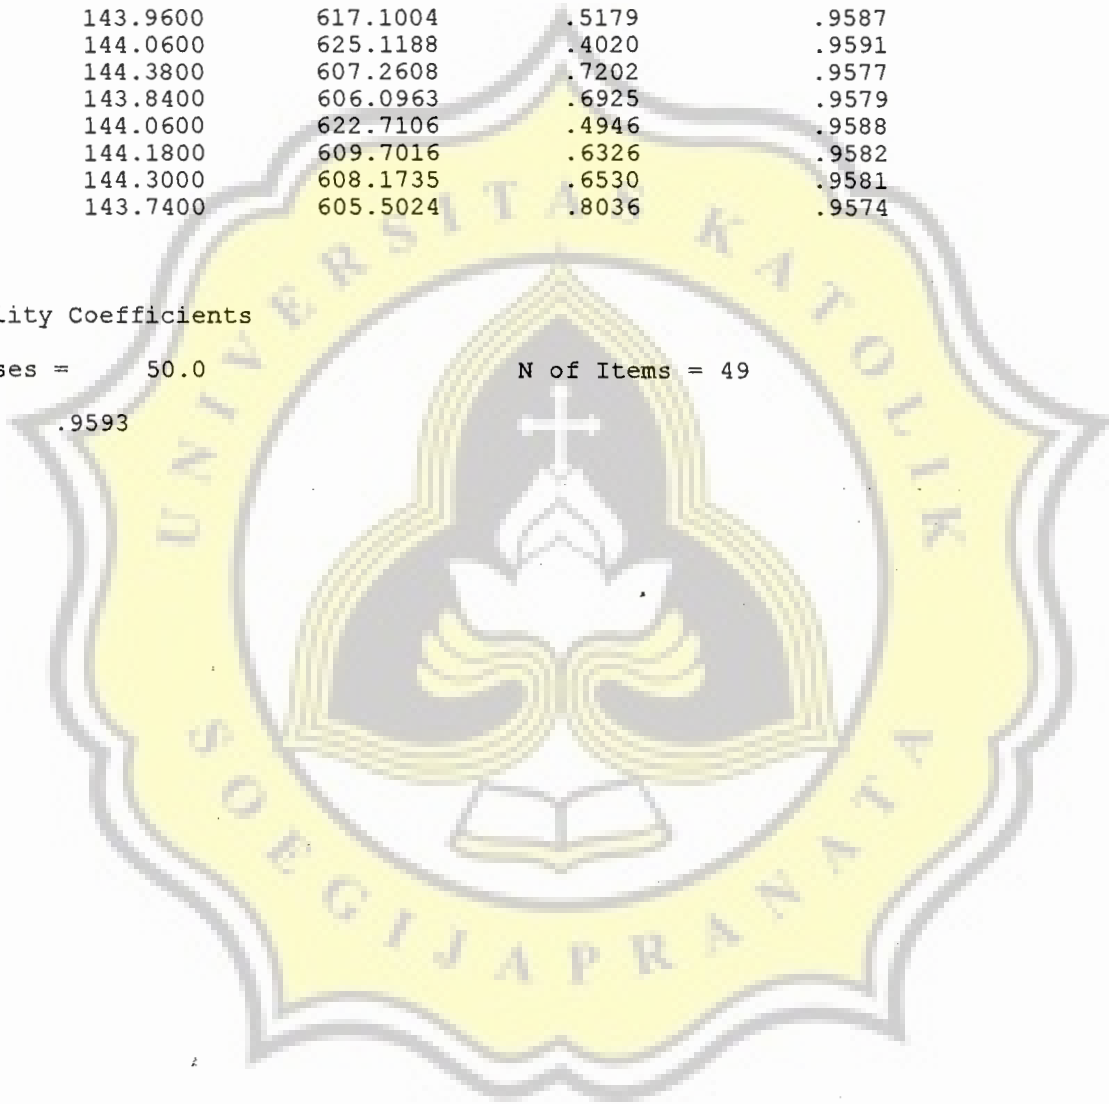 143.9600 617.1004 .5179 .9587
144.0600 625.1188 .4020 .9591
144.3800 607.2608 .7202 .9577
143.8400 606.0963 .6925 .9579
144.0600 622.7106 .4946 .9588
144.1800 609.7016 .6326 .9582
144.3000 608.1735 .6530 .9581
143.7400 605.5024 .8036 .9574
lity Coefficients
ses = 50.0 N of Items = 49
.9593
UNIVERSITAS KATOLIK
SOEGIJAPRANATA